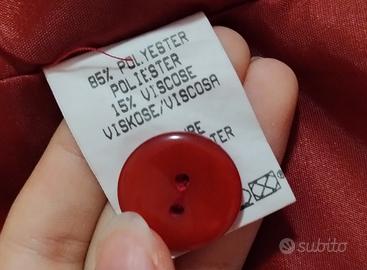 85% POLYESTER
POLIESTER
15% VISCOSE
VISKOSE/VISCOSA
subito